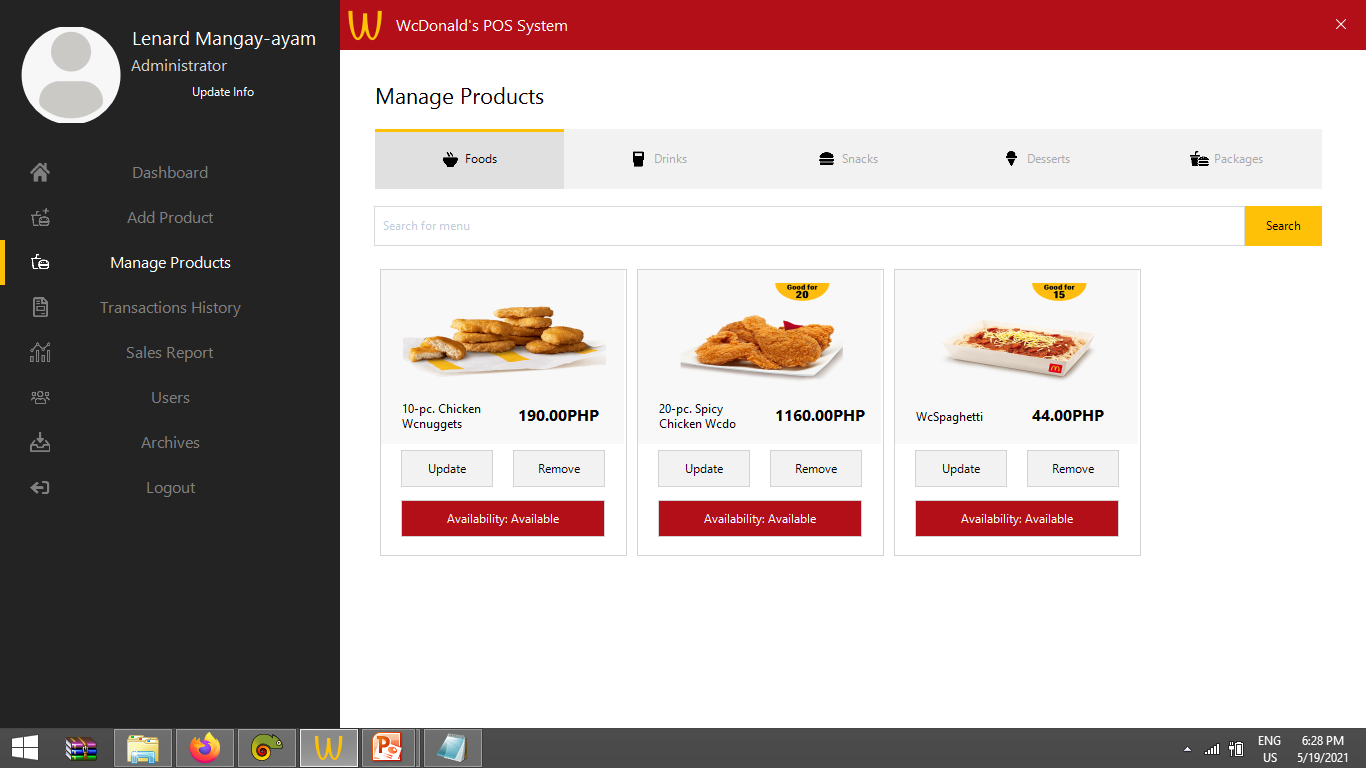 Lenard Mangay-ayam
Administrator
Update Info
Dashboard
Add Product
Manage Products
Transactions History
Sales Report
Users
Archives
Logout
WcDonald's POS System
Manage Products
Foods
Drinks
Snacks
Desserts
Packages
Search for menu
Search
10-pc. Chicken
Wcnuggets
190.00PHP
Update
Remove
Availability: Available
Good for
20
20-pc. Spicy
Chicken Wcdo
1160.00PHP
Update
Remove
Availability: Available
Good for
15
WcSpaghetti
44.00PHP
Update
Remove
Availability: Available
ENG
US
6:28 PM
5/19/2021